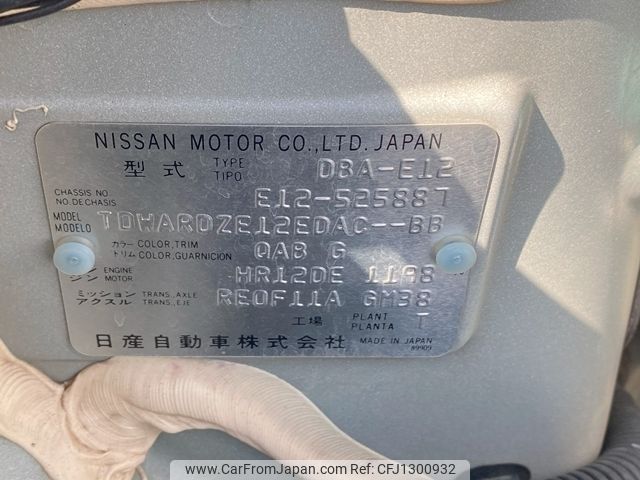 NISSAN MOTOR CO.,LTD. JAPAN
型式 TYPE TIPO DBA-E12
CHASSIS NO. NO. DE CHASIS E12-525887
MODEL MODELO TDWARDZE12EDAC--BB
カラー COLOR, TRIM
トリム COLOR, GUARNICION QAB G
ジン ENGINE MOTOR HR12DE 1198
ミッション TRANS., AXLE
アクスル TRANS., EJE RE0F11A GM38
工場 PLANT PLANTA T
日産自動車株式会社 MADE IN JAPAN
89909
www.CarFromJapan.com | CFJ1300932